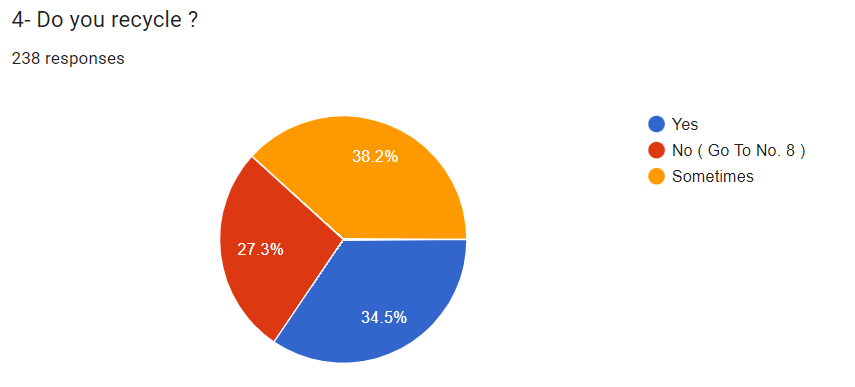 4- Do you recycle ?
238 responses
Yes
No ( Go To No. 8 )
Sometimes
38.2%
27.3%
34.5%